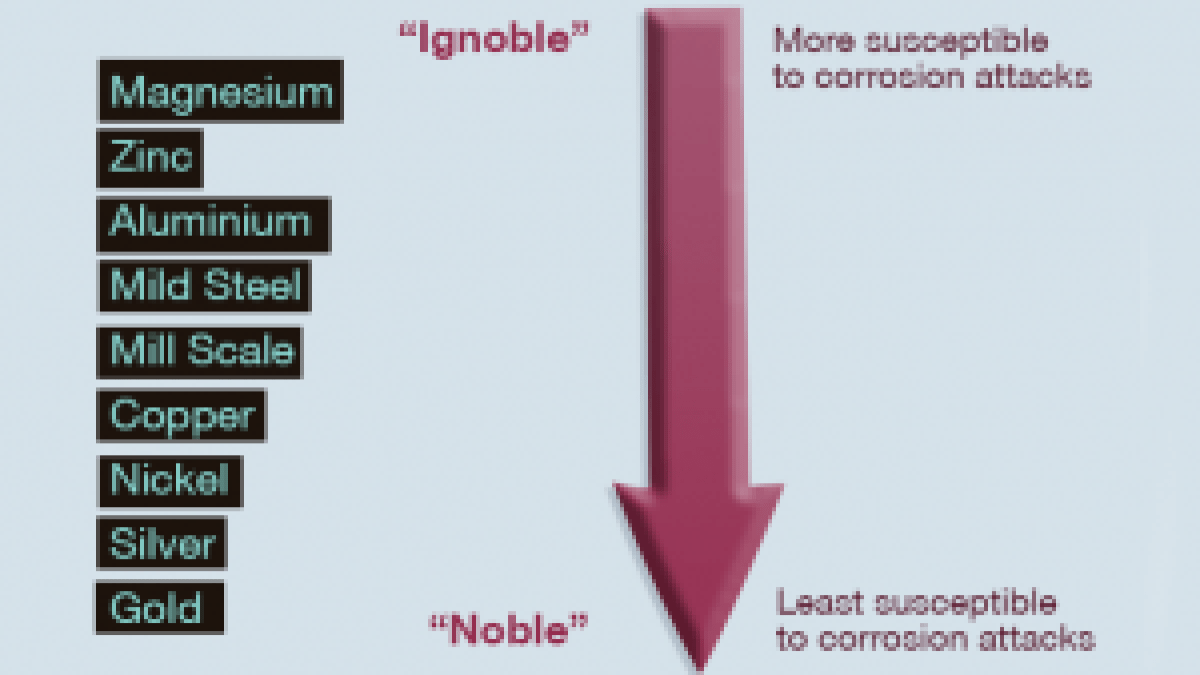 “Ignoble”
More susceptible
to corrosion attacks
Magnesium
Zinc
Aluminium
Mild Steel
Mill Scale
Copper
Nickel
Silver
Gold
“Noble”
Least susceptible
to corrosion attacks